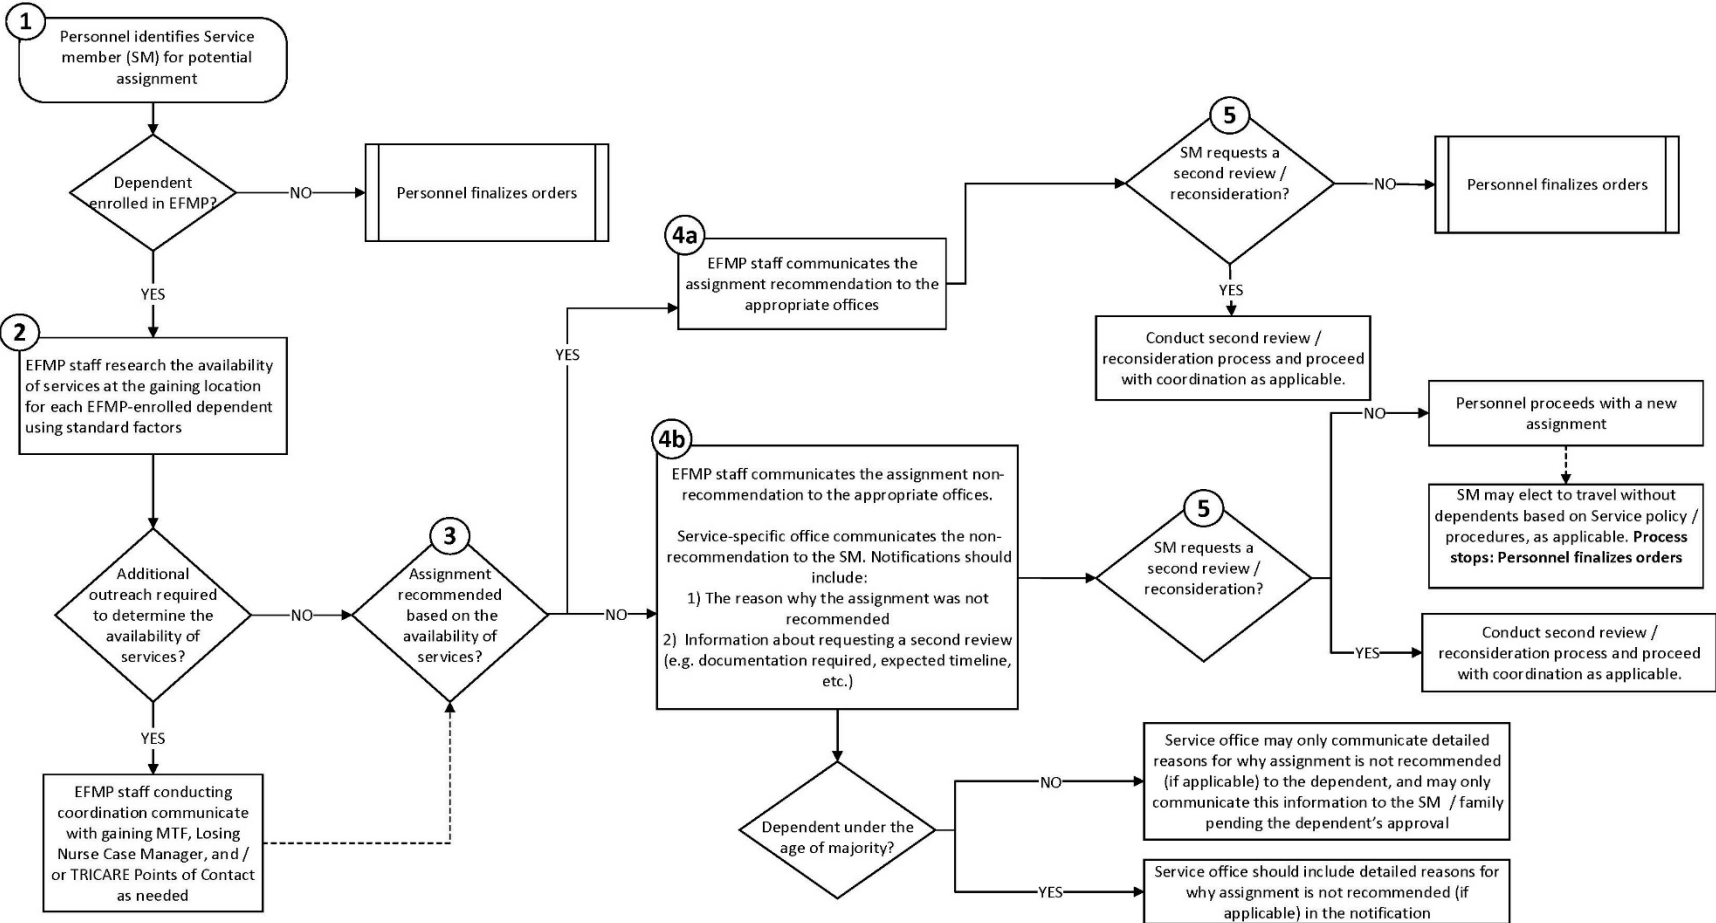 1
Personnel identifies Service
member (SM) for potential
assignment
Dependent
enrolled in EFMP?
NO
Personnel finalizes orders
YES
2
EFMP staff research the availability
of services at the gaining location
for each EFMP-enrolled dependent
using standard factors
Additional
outreach required
to determine the
availability of
services?
NO
YES
EFMP staff conducting
coordination communicate
with gaining MTF, Losing
Nurse Case Manager, and /
or TRICARE Points of Contact
as needed
3
Assignment
recommended
based on the
availability of
services?
YES
NO
4a
EFMP staff communicates the
assignment recommendation to the
appropriate offices
5
SM requests a
second review /
reconsideration?
NO
Personnel finalizes orders
YES
Conduct second review /
reconsideration process and proceed
with coordination as applicable.
4b
EFMP staff communicates the assignment non-
recommendation to the appropriate offices.
Service-specific office communicates the non-
recommendation to the SM. Notifications should
include:
1) The reason why the assignment was not
recommended
2) Information about requesting a second review
(e.g. documentation required, expected timeline,
etc.)
5
SM requests a
second review /
reconsideration?
NO
Personnel proceeds with a new
assignment
SM may elect to travel without
dependents based on Service policy /
procedures, as applicable. Process
stops: Personnel finalizes orders
YES
Conduct second review /
reconsideration process and proceed
with coordination as applicable.
Dependent under the
age of majority?
NO
Service office may only communicate detailed
reasons for why assignment is not recommended
(if applicable) to the dependent, and may only
communicate this information to the SM / family
pending the dependent's approval
YES
Service office should include detailed reasons for
why assignment is not recommended (if
applicable) in the notification